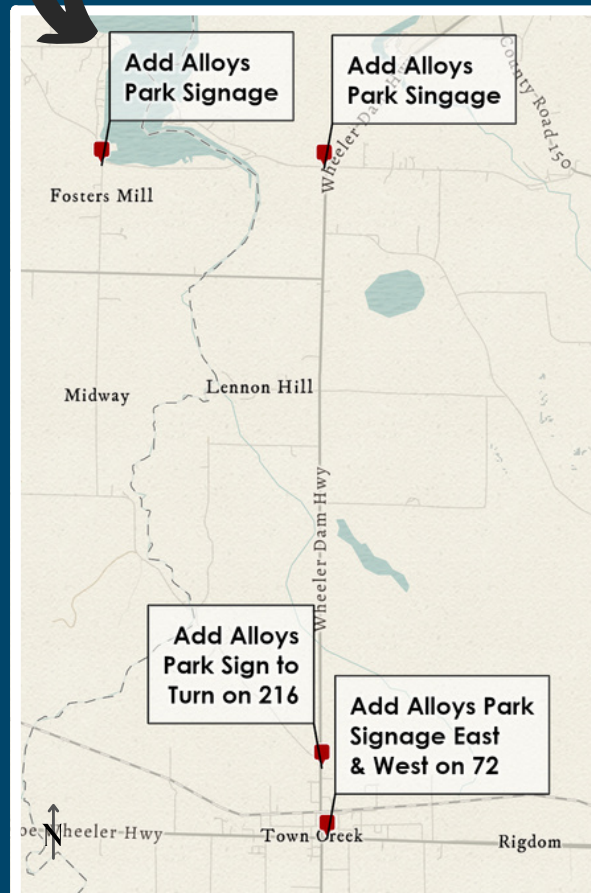 Add Alloys
Park Signage
Add Alloys
Park Singage
County-Road-150
Wheeler-Dam-Hwy
Fosters Mill
Lennon Hill
Midway
Wheeler-Dam-Hwy
Add Alloys
Park Sign to
Turn on 216
Add Alloys Park
Signage East
& West on 72
N
Wheeler-Hwy
Town Creek
Rigdom